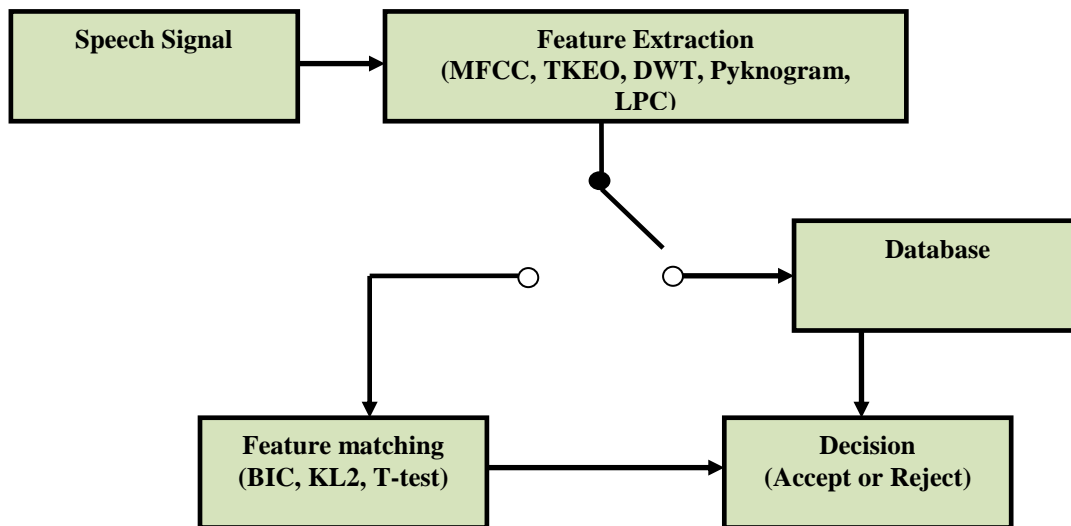 Speech Signal
Feature Extraction
(MFCC, TKEO, DWT, Pyknogram,
LPC)
Database
Feature matching
(BIC, KL2, T-test)
Decision
(Accept or Reject)